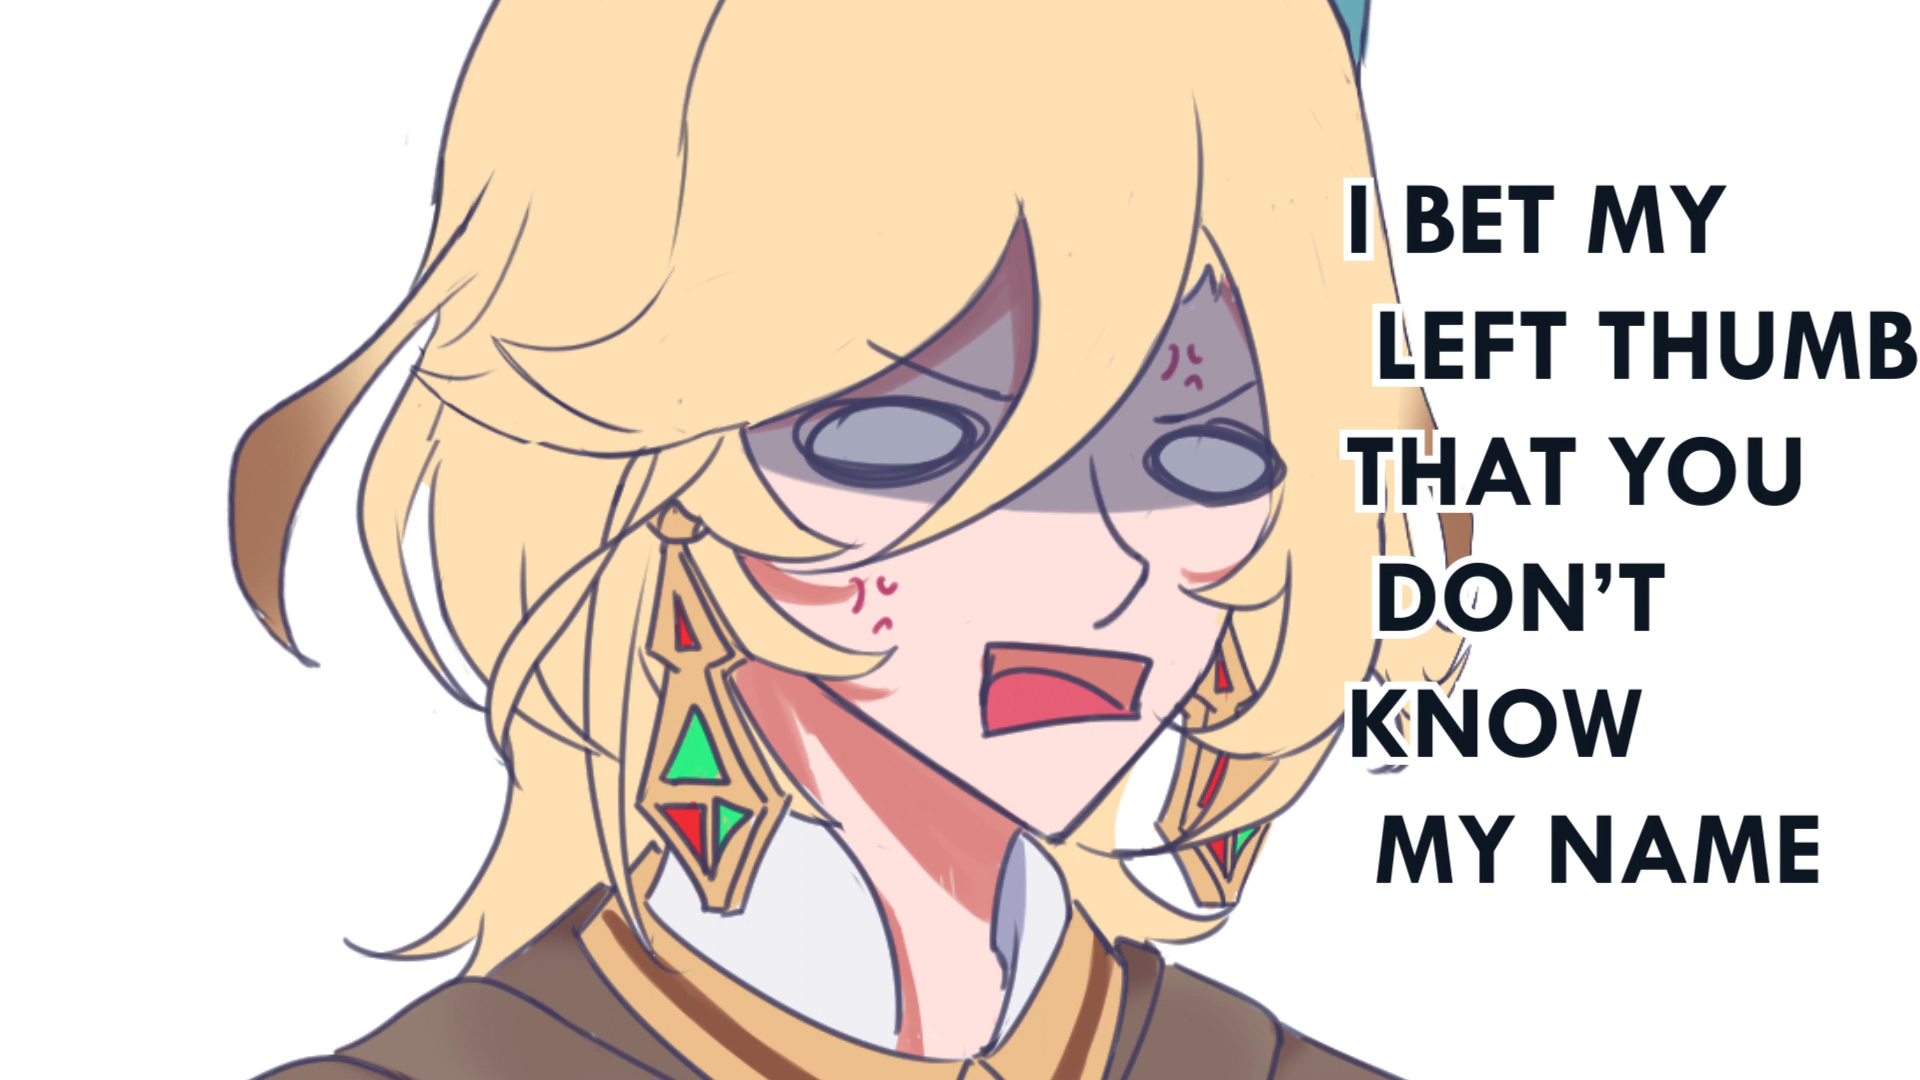 I BET MY
LEFT THUMB
THAT YOU
DON’T
KNOW
MY NAME